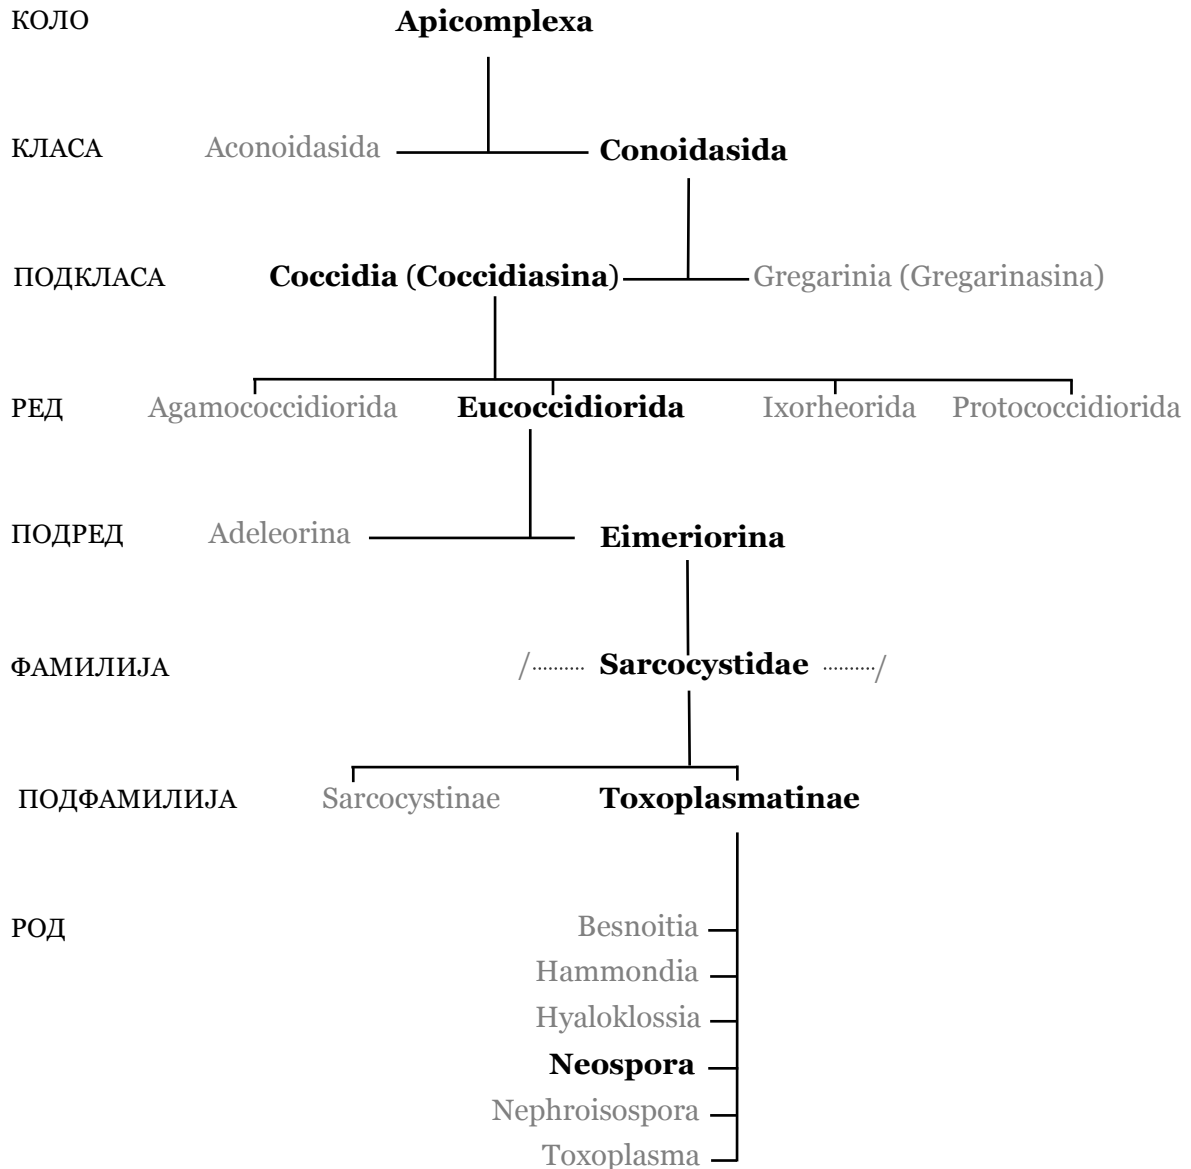 КОЛО Apicomplexa
КЛАСА Aconoidasida Conoidasida
ПОДКЛАСА Coccidia (Coccidiasina) Gregarinia (Gregarinasina)
РЕД Agamococcidiorida Eucoccidiorida Ixorheorida Protococcidiorida
ПОДРЕД Adeleorina Eimeriorina
ФАМИЛИЈА /.......... Sarcocystidae ........../
ПОДФАМИЛИЈА Sarcocystinae Toxoplasmatinae
РОД Besnoitia
Hammondia
Hyaloklossia
Neospora
Nephroisospora
Toxoplasma